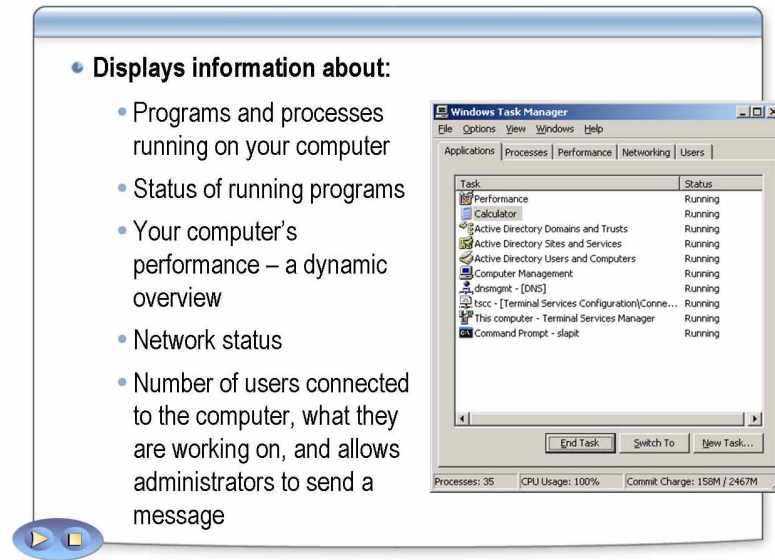 Displays information about:
Programs and processes
running on your computer
Status of running programs
Your computer's
performance – a dynamic
overview
Network status
Number of users connected
to the computer, what they
are working on, and allows
administrators to send a
message
Windows Task Manager
File Options View Windows Help
Applications Processes Performance Networking Users
Task Status
Performance Running
Calculator Running
Active Directory Domains and Trusts Running
Active Directory Sites and Services Running
Active Directory Users and Computers Running
Computer Management Running
dnsmgmt - [DNS] Running
tscc - [Terminal Services Configuration\Conne... Running
This computer - Terminal Services Manager Running
Command Prompt - slapit Running
End Task Switch To New Task...
Processes: 35 CPU Usage: 100% Commit Charge: 158M / 2467M